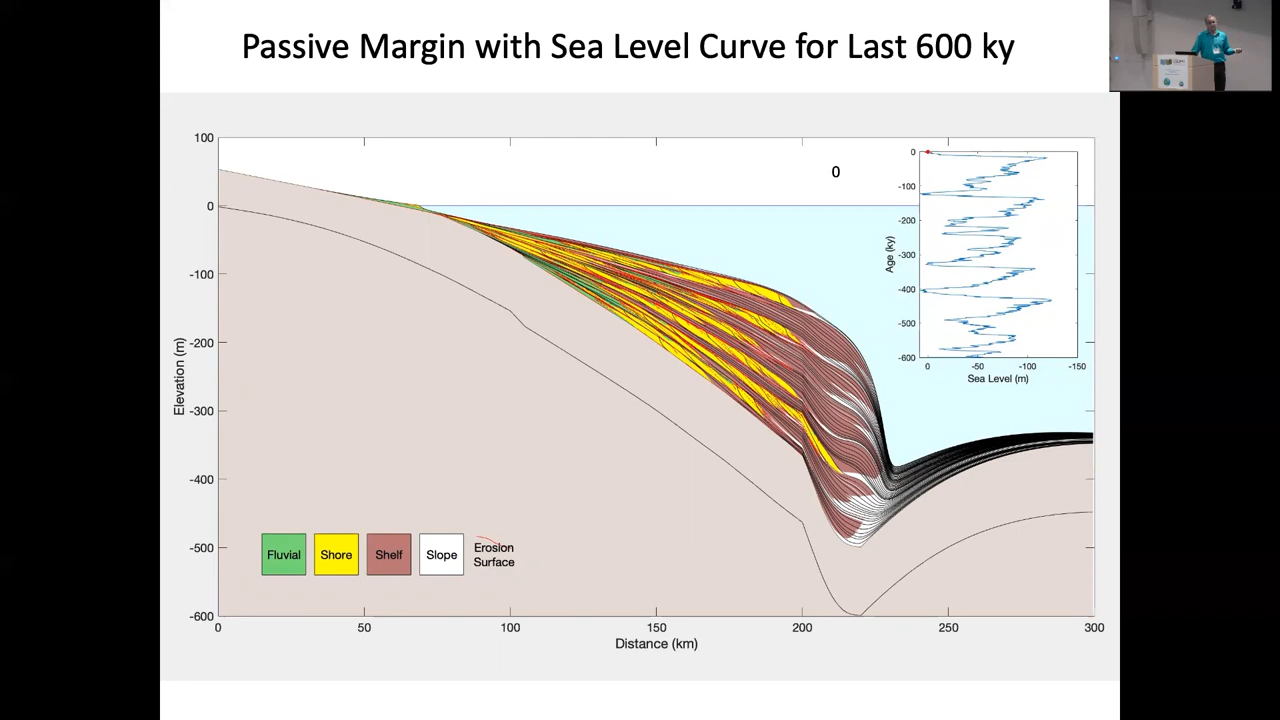 Passive Margin with Sea Level Curve for Last 600 ky
100
0
-100
-200
-300
-400
-500
-600
Elevation (m)
0
50
100
150
200
250
300
Distance (km)
0
0
-100
-200
-300
-400
-500
-600
Age (ky)
0
-50
-100
-150
Sea Level (m)
Fluvial
Shore
Shelf
Slope
Erosion
Surface